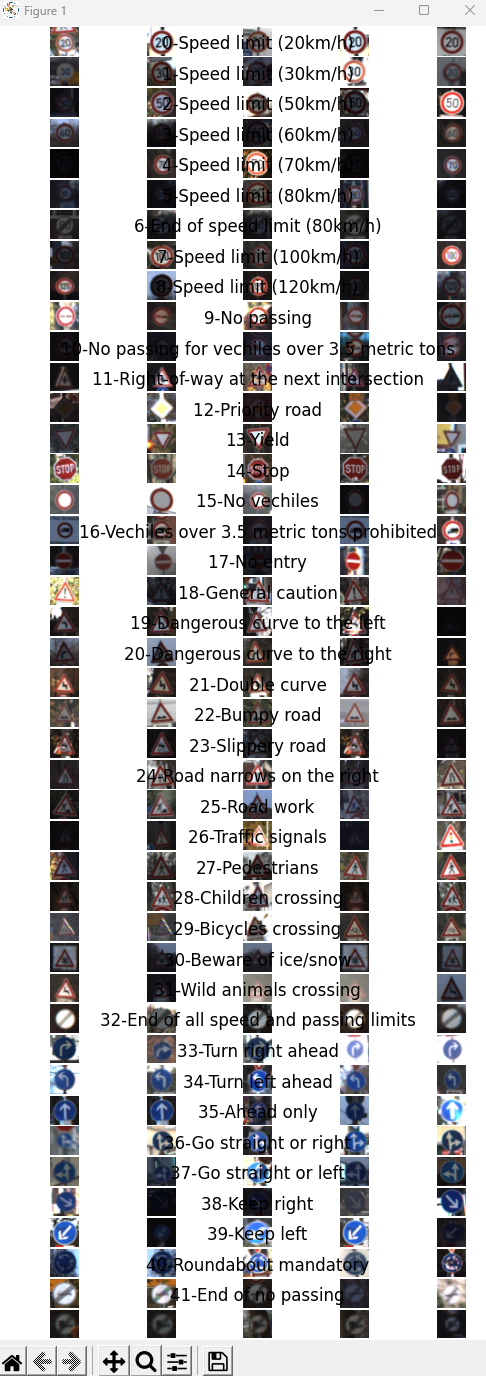 Figure 1
0-Speed limit (20km/h)
1-Speed limit (30km/h)
2-Speed limit (50km/h)
3-Speed limit (60km/h)
4-Speed limit (70km/h)
5-Speed limit (80km/h)
6-End of speed limit (80km/h)
7-Speed limit (100km/h)
8-Speed limit (120km/h)
9-No passing
10-No passing for vechiles over 3.5 metric tons
11-Right-of-way at the next intersection
12-Priority road
13-Yield
14-Stop
STOP STOP STOP STOP
15-No vechiles
16-Vechiles over 3.5 metric tons prohibited
17-No entry
18-General caution
19-Dangerous curve to the left
20-Dangerous curve to the right
21-Double curve
22-Bumpy road
23-Slippery road
24-Road narrows on the right
25-Road work
26-Traffic signals
27-Pedestrians
28-Children crossing
29-Bicycles crossing
30-Beware of ice/snow
31-Wild animals crossing
32-End of all speed and passing limits
33-Turn right ahead
34-Turn left ahead
35-Ahead only
36-Go straight or right
37-Go straight or left
38-Keep right
39-Keep left
40-Roundabout mandatory
41-End of no passing